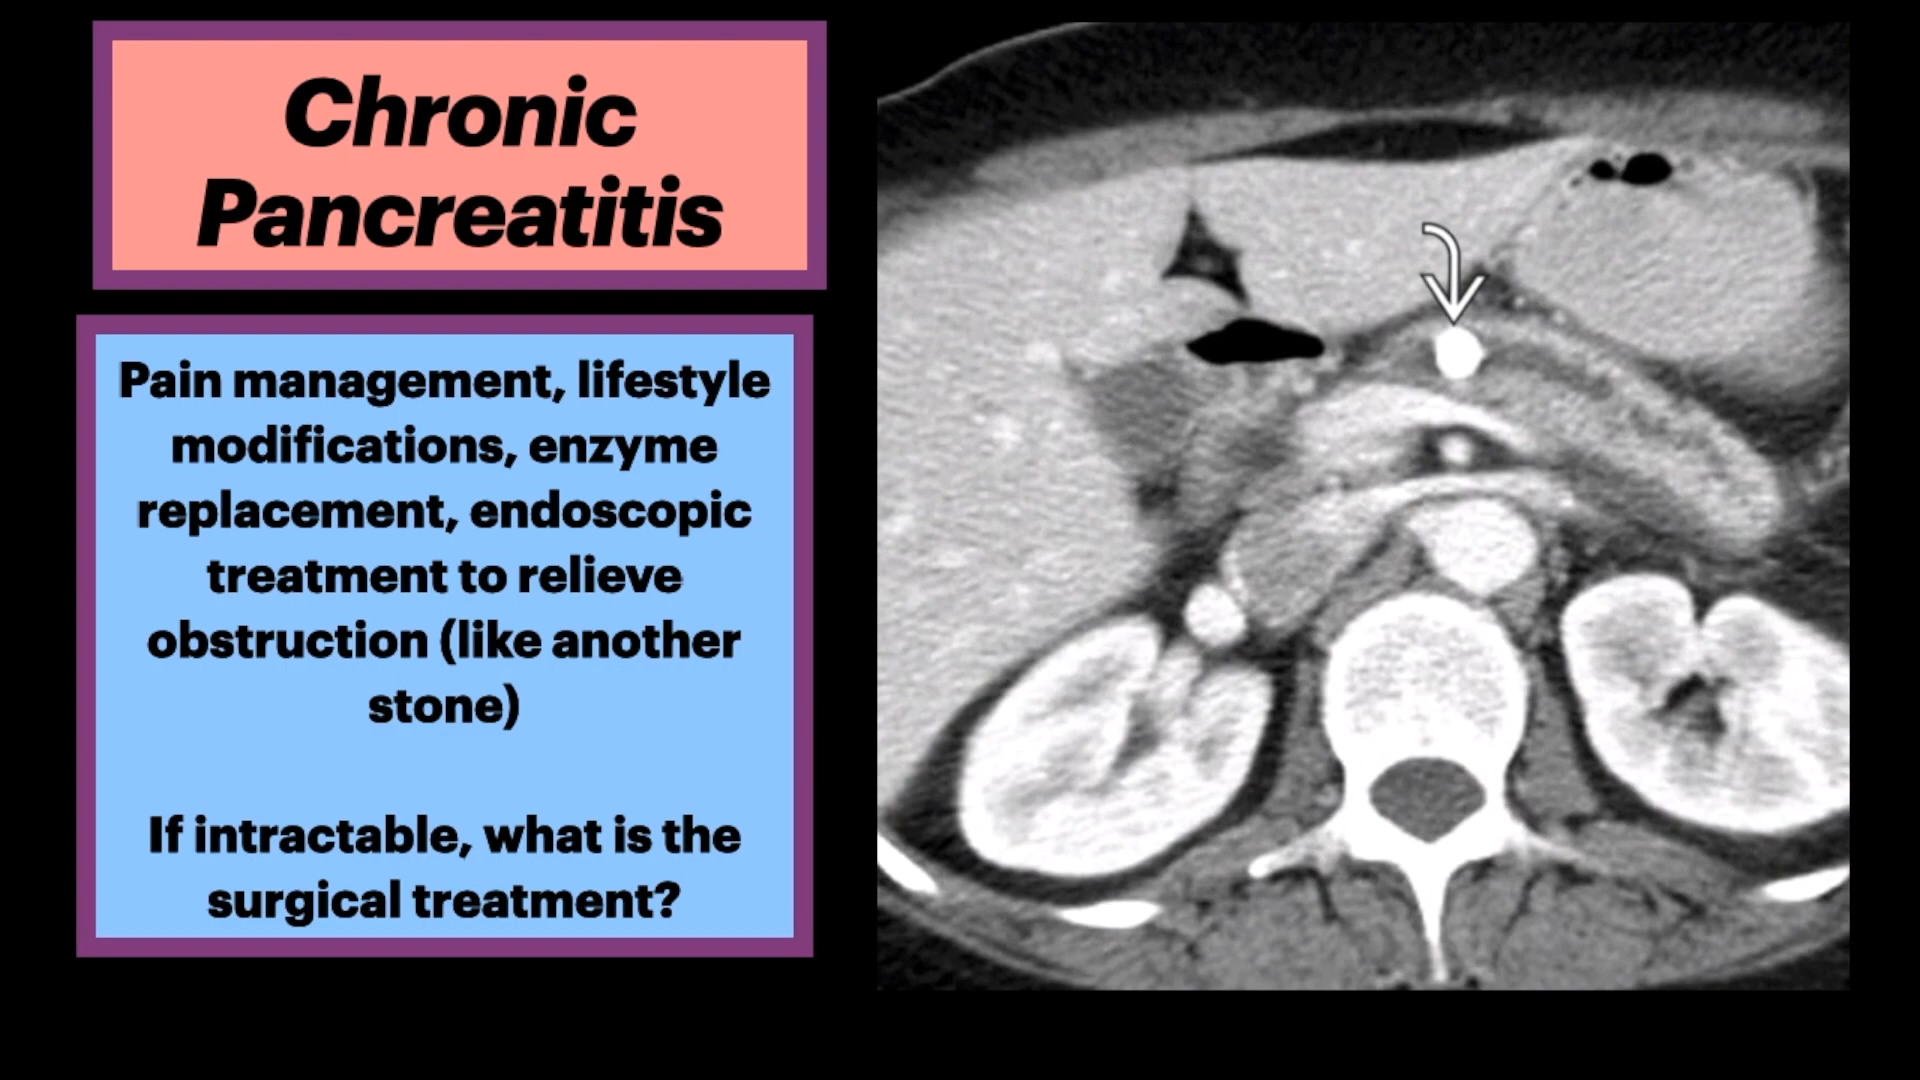 Chronic
Pancreatitis
Pain management, lifestyle
modifications, enzyme
replacement, endoscopic
treatment to relieve
obstruction (like another
stone)
If intractable, what is the
surgical treatment?